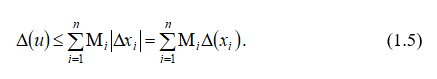 Δ(u) ≤ ∑_{i=1}^{n} M_i |Δx_i| = ∑_{i=1}^{n} M_i Δ(x_i). (1.5)